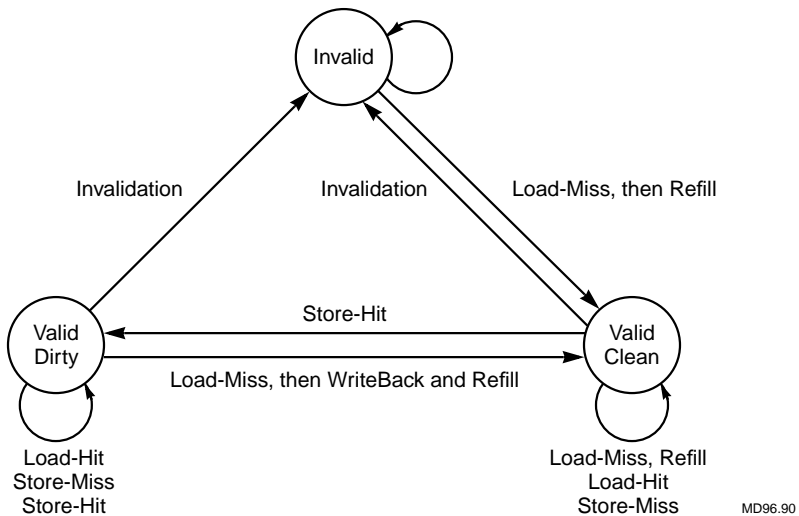 Invalid
Invalidation
Invalidation
Load-Miss, then Refill
Store-Hit
Valid
Dirty
Valid
Clean
Load-Miss, then WriteBack and Refill
Load-Hit
Store-Miss
Store-Hit
Load-Miss, Refill
Load-Hit
Store-Miss
MD96.90